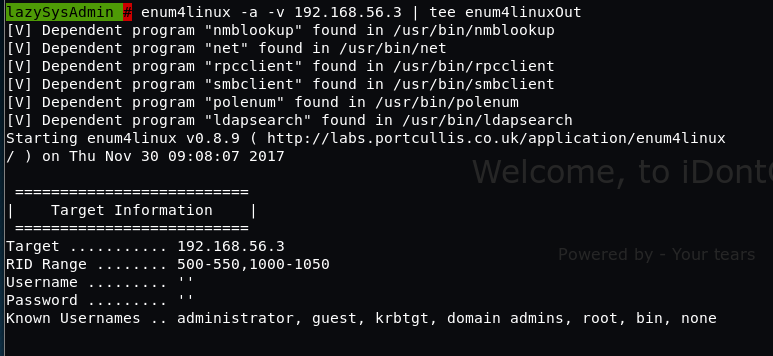 lazySysAdmin # enum4linux -a -v 192.168.56.3 | tee enum4linuxOut
[V] Dependent program "nmblookup" found in /usr/bin/nmblookup
[V] Dependent program "net" found in /usr/bin/net
[V] Dependent program "rpcclient" found in /usr/bin/rpcclient
[V] Dependent program "smbclient" found in /usr/bin/smbclient
[V] Dependent program "polenum" found in /usr/bin/polenum
[V] Dependent program "ldapsearch" found in /usr/bin/ldapsearch
Starting enum4linux v0.8.9 ( http://labs.portcullis.co.uk/application/enum4linux
/ ) on Thu Nov 30 09:08:07 2017
Welcome, to iDont
==========================
|    Target Information    |
==========================
Target ........... 192.168.56.3
Powered by - Your tears
RID Range ........ 500-550,1000-1050
Username ......... ''
Password ......... ''
Known Usernames .. administrator, guest, krbtgt, domain admins, root, bin, none